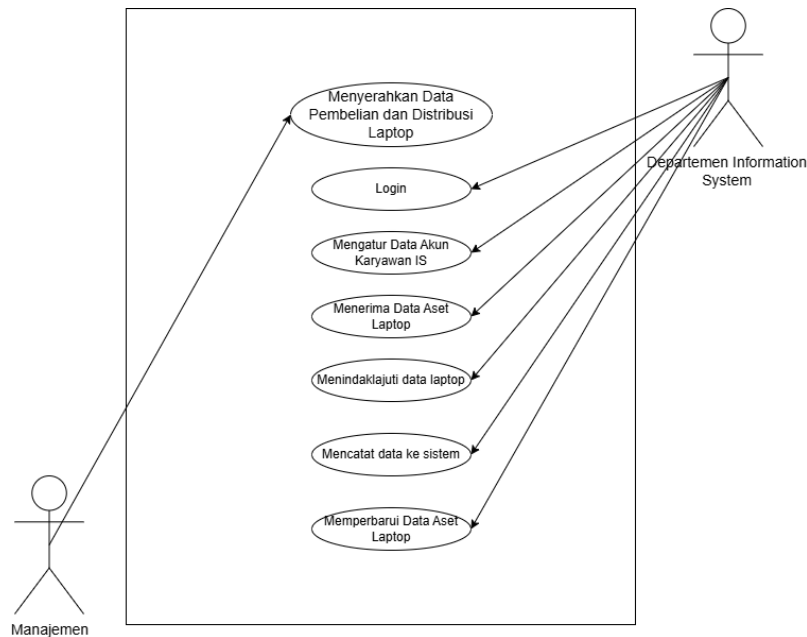 Menyerahkan Data
Pembelian dan Distribusi
Laptop
Departemen Information
System
Login
Mengatur Data Akun
Karyawan IS
Menerima Data Aset
Laptop
Menindaklajuti data laptop
Mencatat data ke sistem
Memperbarui Data Aset
Laptop
Manajemen